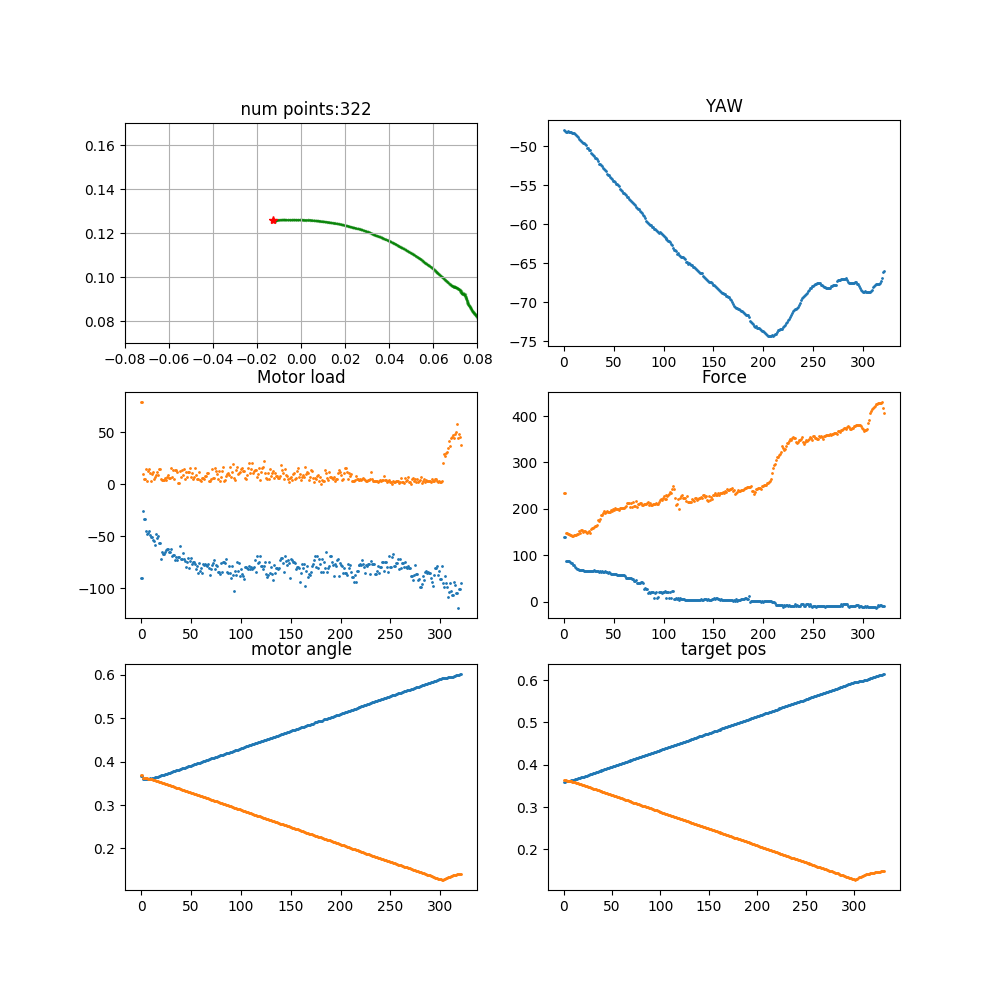 num points:322
0.16
0.14
0.12
0.10
0.08
−0.08 −0.06 −0.04 −0.02 0.00 0.02 0.04 0.06 0.08
YAW
−50
−55
−60
−65
−70
−75
0 50 100 150 200 250 300
Motor load
50
0
−50
−100
0 50 100 150 200 250 300
Force
400
300
200
100
0
0 50 100 150 200 250 300
motor angle
0.6
0.5
0.4
0.3
0.2
0 50 100 150 200 250 300
target pos
0.6
0.5
0.4
0.3
0.2
0 50 100 150 200 250 300